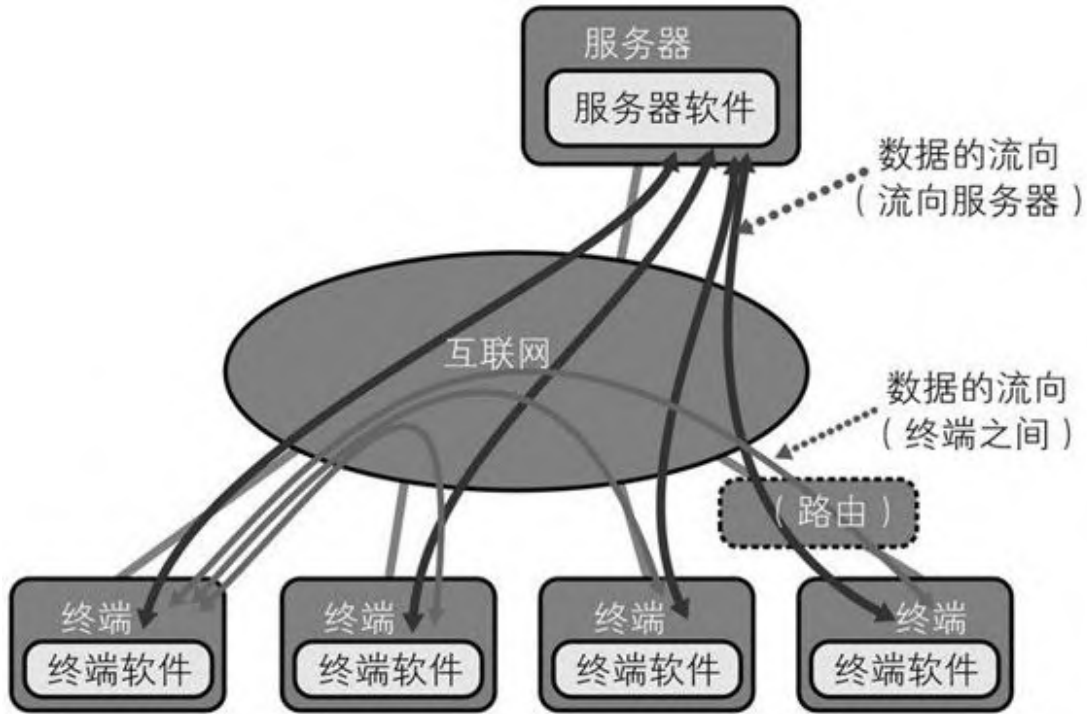 服务器
服务器软件
数据的流向
（流向服务器）
互联网
数据的流向
（终端之间）
（路由）
终端
终端
终端
终端
终端软件
终端软件
终端软件
终端软件